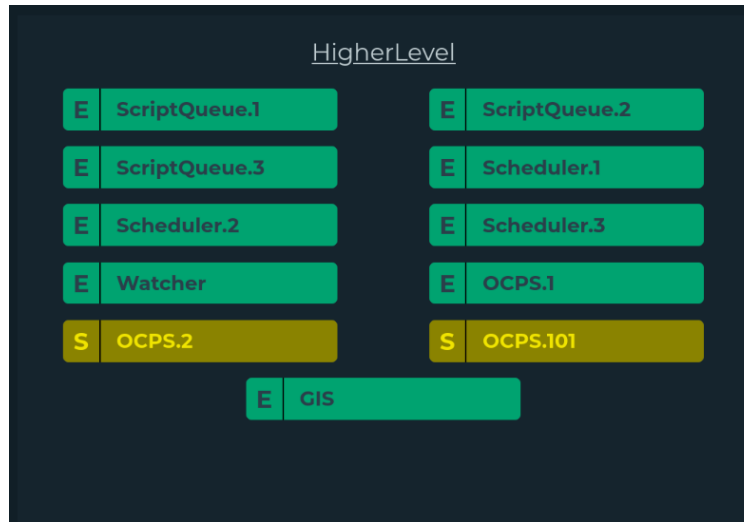 HigherLevel
E ScriptQueue.1 E ScriptQueue.2
E ScriptQueue.3 E Scheduler.1
E Scheduler.2 E Scheduler.3
E Watcher E OCPS.1
S OCPS.2 S OCPS.101
E GIS